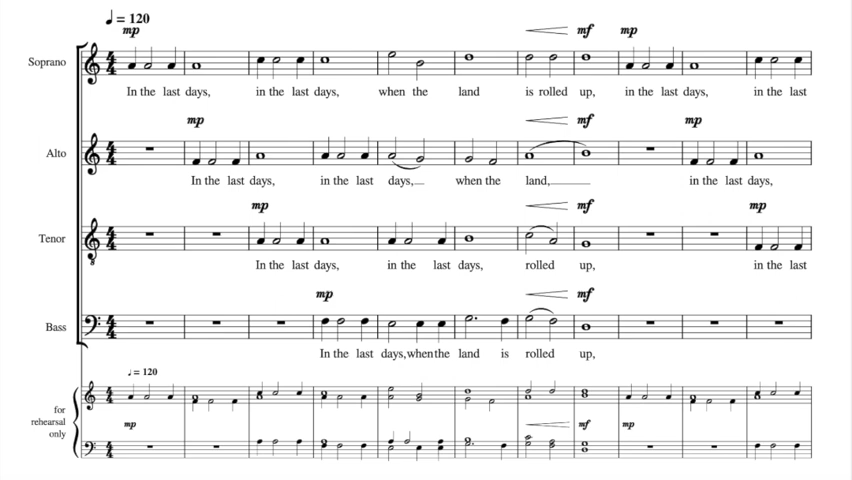 ♩ = 120
mp mf mp
Soprano
In the last days, in the last days, when the land is rolled up, in the last days, in the last
mp mf mp
Alto
In the last days, in the last days, when the land, in the last days,
mp mf mp
Tenor
In the last days, in the last days, rolled up, in the last
mp mf
Bass
In the last days, when the land is rolled up,
♩ = 120
for
rehearsal
only
mp mf mp